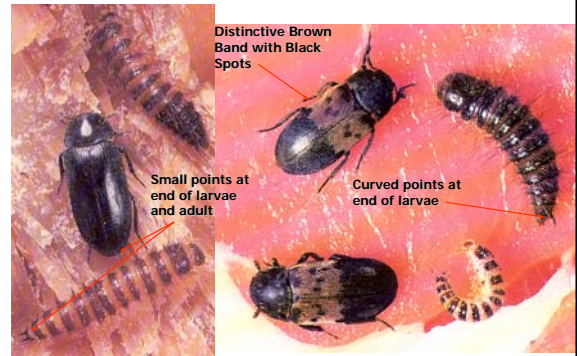 Distinctive Brown
Band with Black
Spots
Small points at
end of larvae
and adult
Curved points at
end of larvae